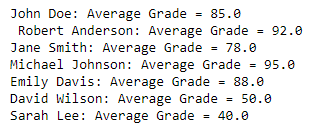 John Doe: Average Grade = 85.0
 Robert Anderson: Average Grade = 92.0
Jane Smith: Average Grade = 78.0
Michael Johnson: Average Grade = 95.0
Emily Davis: Average Grade = 88.0
David Wilson: Average Grade = 50.0
Sarah Lee: Average Grade = 40.0